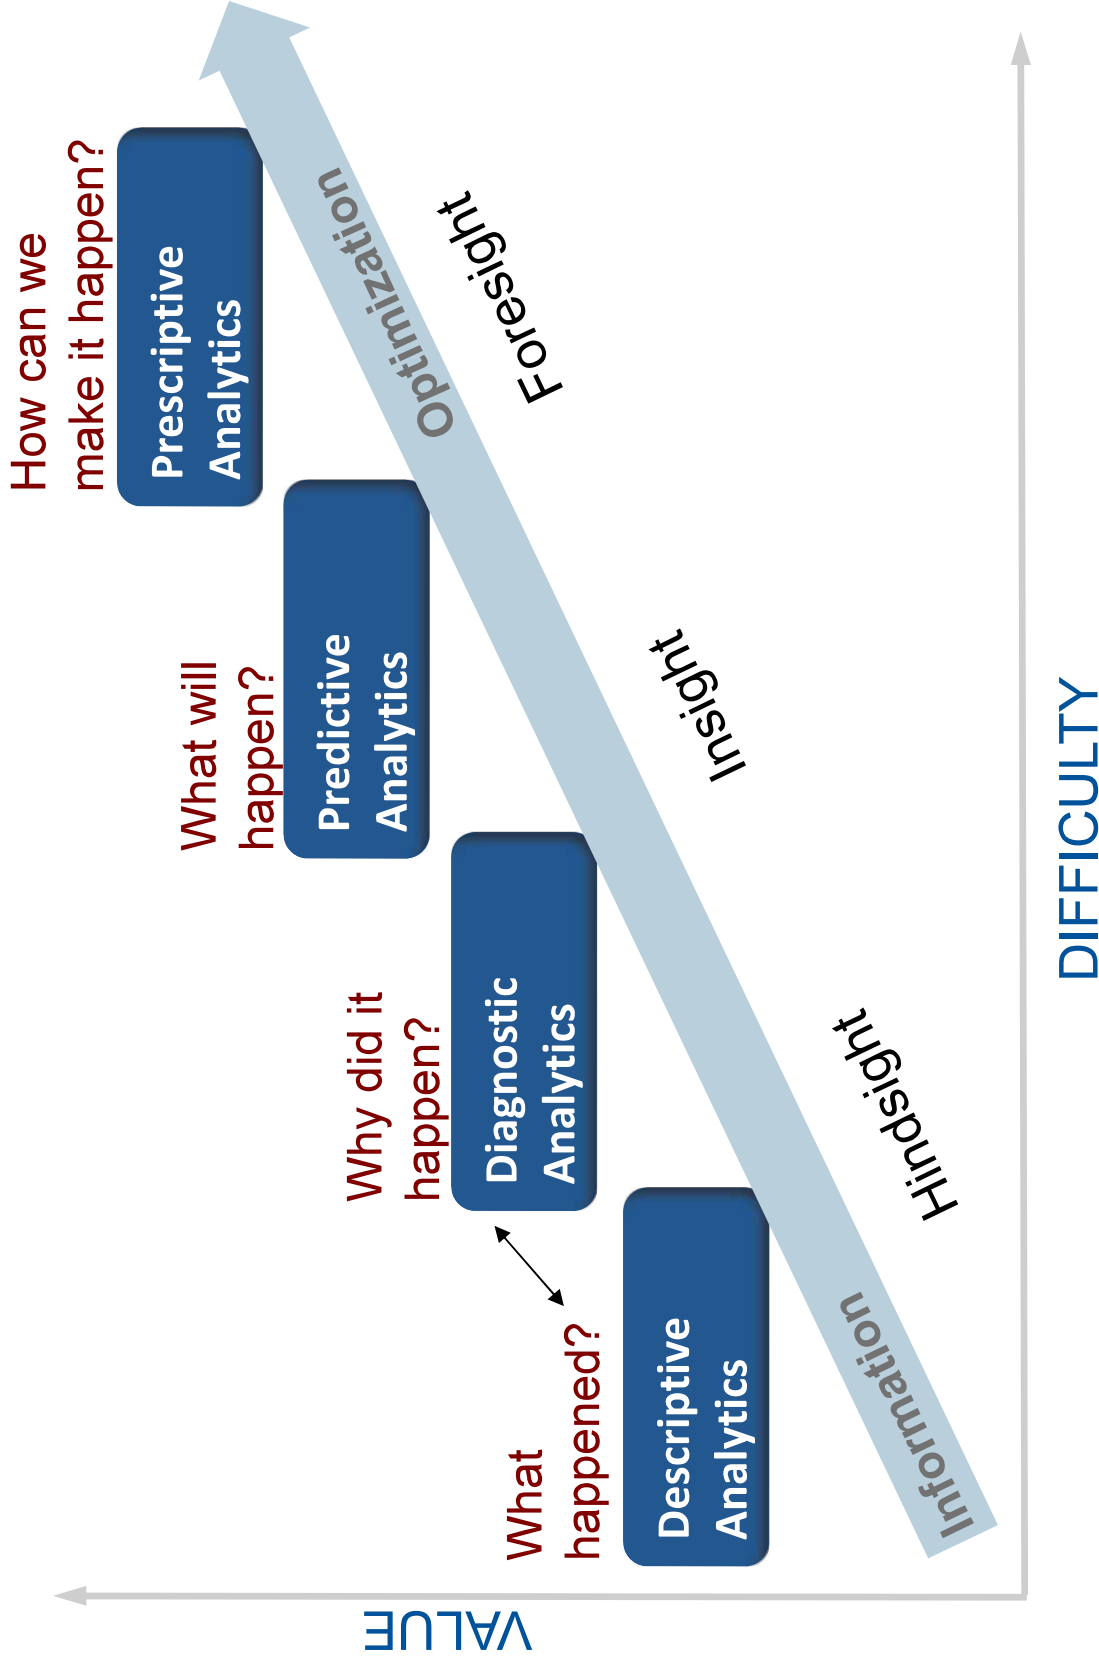 How can we
make it happen?
Prescriptive
Analytics
What will
happen?
Predictive
Analytics
Why did it
happen?
Diagnostic
Analytics
What
happened?
Descriptive
Analytics
Optimization
Information
Foresight
Insight
Hindsight
VALUE
DIFFICULTY